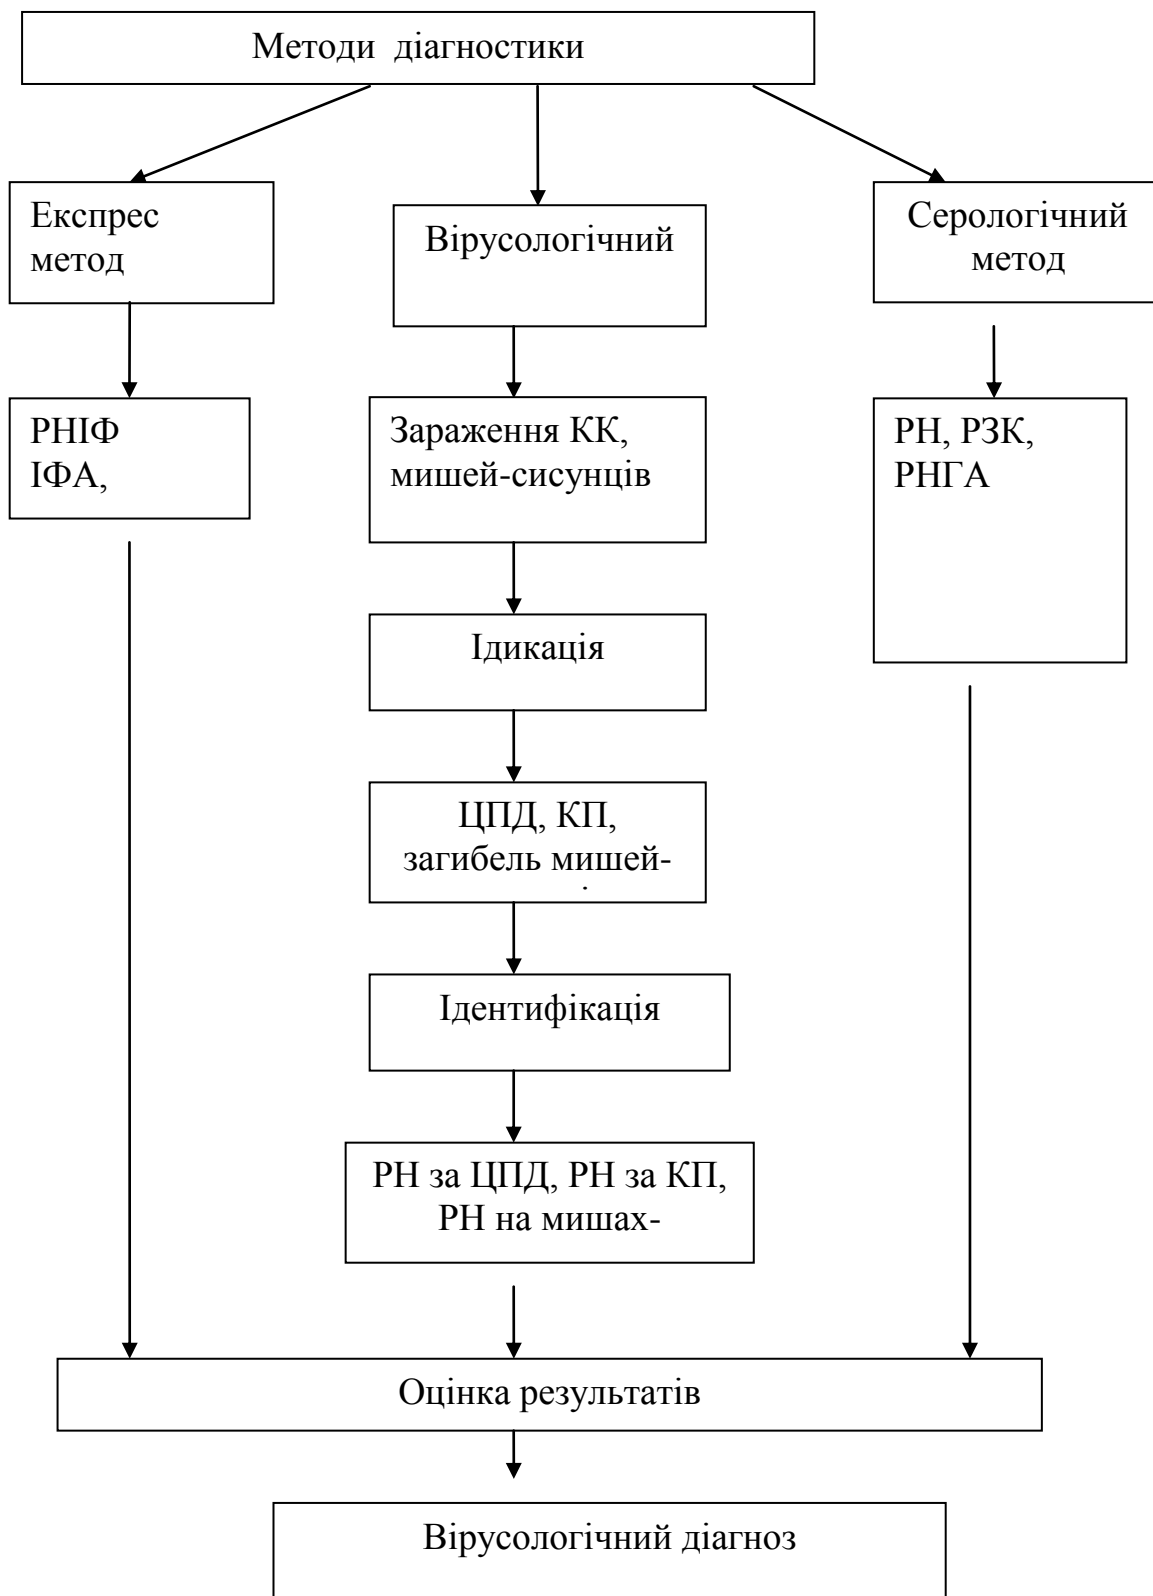 Методи діагностики
Експрес
метод
Вірусологічний
Серологічний
метод
РНІФ
ІФА,
Зараження КК,
мишей-сисунців
РН, РЗК,
РНГА
Ідикація
ЦПД, КП,
загибель мишей-
Ідентифікація
РН за ЦПД, РН за КП,
РН на мишах-
Оцінка результатів
Вірусологічний діагноз